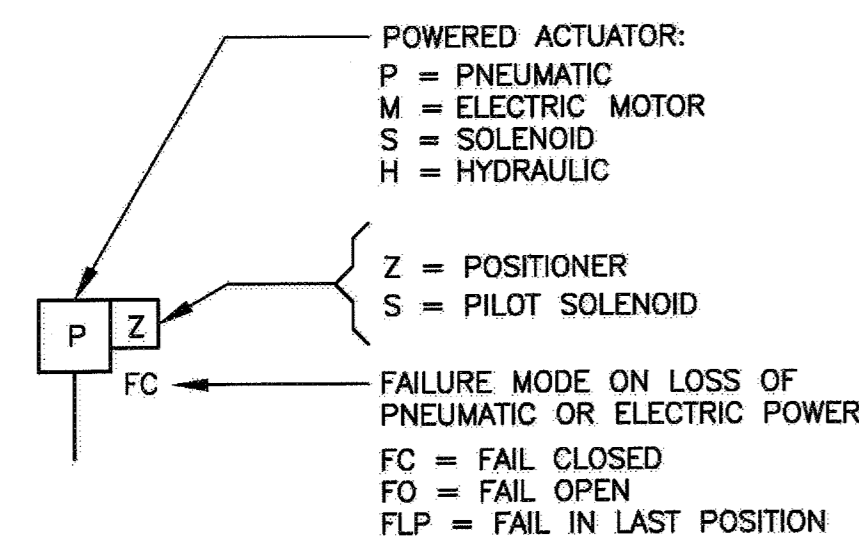 POWERED ACTUATOR:
P = PNEUMATIC
M = ELECTRIC MOTOR
S = SOLENOID
H = HYDRAULIC
Z = POSITIONER
S = PILOT SOLENOID
P Z
FC
FAILURE MODE ON LOSS OF
PNEUMATIC OR ELECTRIC POWER
FC = FAIL CLOSED
FO = FAIL OPEN
FLP = FAIL IN LAST POSITION